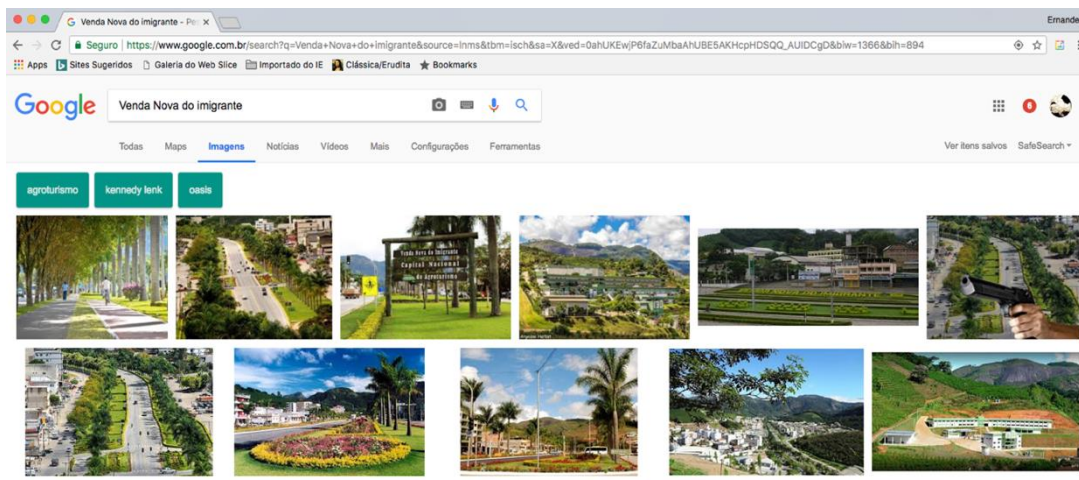 Venda Nova do imigrante - Pes
Ernande
Seguro | https://www.google.com.br/search?q=Venda+Nova+do+imigrante&source=lnms&tbm=isch&sa=X&ved=0ahUKEwjP6faZuMbaAhUBE5AKHcpHDSQQ_AUIDCgD&biw=1366&bih=894
Apps Sites Sugeridos Galeria do Web Slice Importado do IE Clássica/Erudita Bookmarks
Google Venda Nova do imigrante 6
Todas Maps Imagens Notícias Vídeos Mais Configurações Ferramentas Ver itens salvos SafeSearch
agroturismo kennedy lenk oasis
Venda Nova do Imigrante
Capital Nacional
do Agroturismo